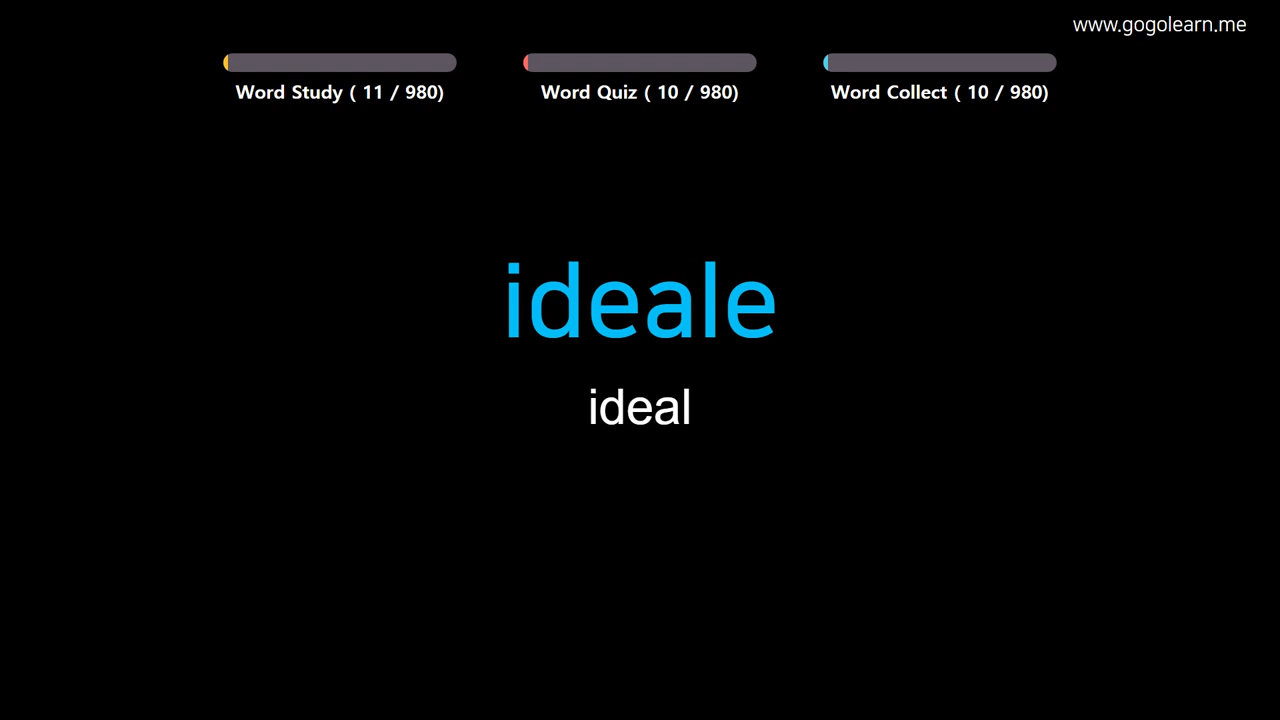 www.gogolearn.me
Word Study ( 11 / 980)
Word Quiz ( 10 / 980)
Word Collect ( 10 / 980)
ideale
ideal